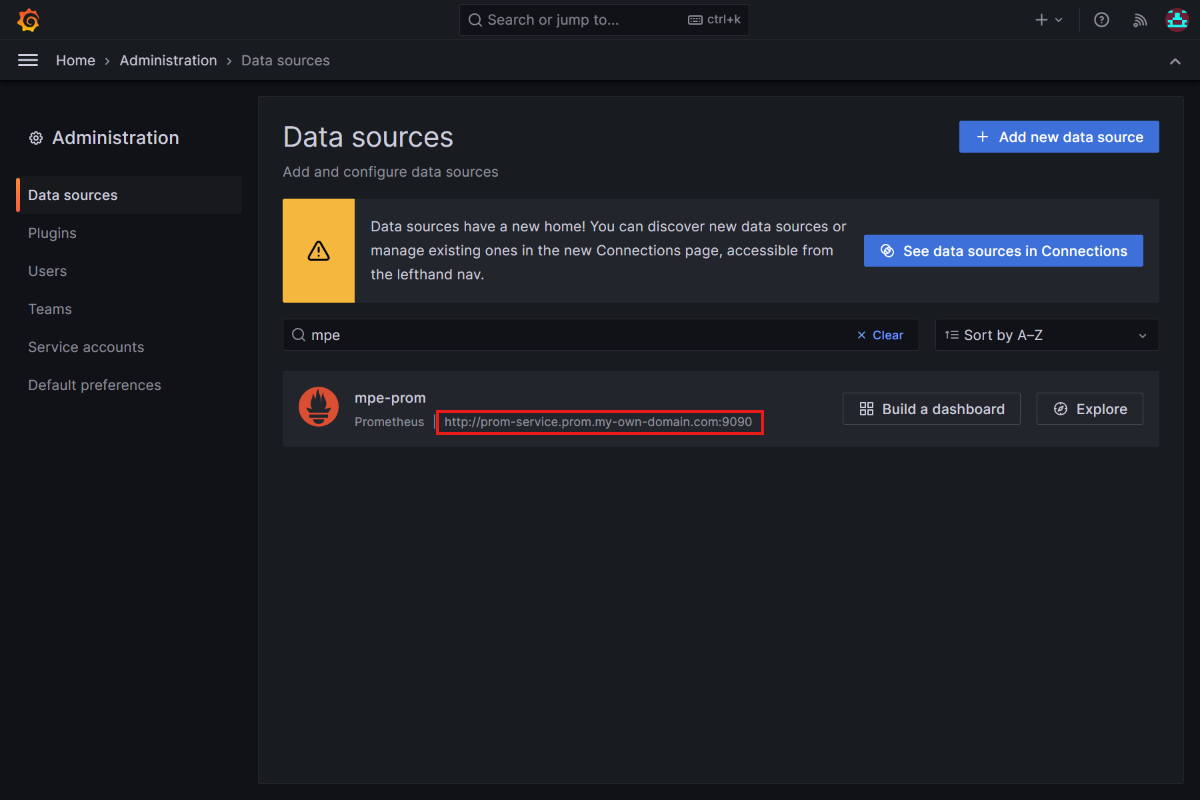 Search or jump to... ctrl+k
Home › Administration › Data sources
Administration
Data sources
Plugins
Users
Teams
Service accounts
Default preferences
Data sources
Add new data source
Add and configure data sources
Data sources have a new home! You can discover new data sources or
manage existing ones in the new Connections page, accessible from
the lefthand nav.
See data sources in Connections
mpe
Clear
Sort by A–Z
mpe-prom
Prometheus | http://prom-service.prom.my-own-domain.com:9090
Build a dashboard
Explore